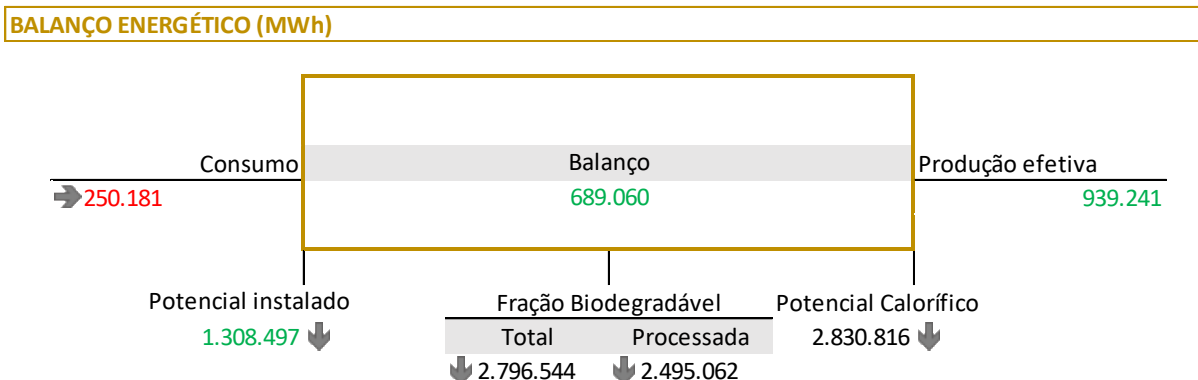 BALANÇO ENERGÉTICO (MWh)
Consumo
Balanço
Produção efetiva
250.181
689.060
939.241
Potencial instalado
Fração Biodegradável
Potencial Calorífico
1.308.497
Total
Processada
2.830.816
2.796.544
2.495.062